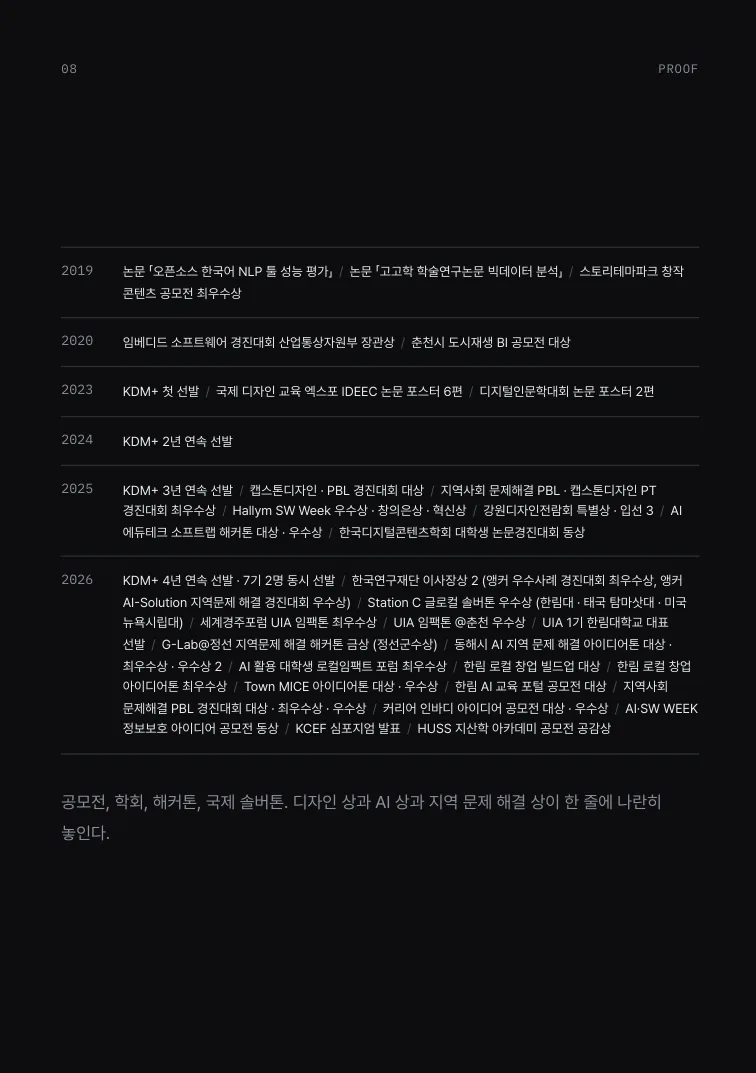 08
PROOF
2019
논문 「오픈소스 한국어 NLP 툴 성능 평가」 / 논문 「고고학 학술연구논문 빅데이터 분석」 / 스토리테마파크 창작
콘텐츠 공모전 최우수상
2020
임베디드 소프트웨어 경진대회 산업통상자원부 장관상 / 춘천시 도시재생 BI 공모전 대상
2023
KDM+ 첫 선발 / 국제 디자인 교육 엑스포 IDEEC 논문 포스터 6편 / 디지털인문학대회 논문 포스터 2편
2024
KDM+ 2년 연속 선발
2025
KDM+ 3년 연속 선발 / 캡스톤디자인 · PBL 경진대회 대상 / 지역사회 문제해결 PBL · 캡스톤디자인 PT
경진대회 최우수상 / Hallym SW Week 우수상 · 창의은상 · 혁신상 / 강원디자인전람회 특별상 · 입선 3 / AI
에듀테크 소프트랩 해커톤 대상 · 우수상 / 한국디지털콘텐츠학회 대학생 논문경진대회 동상
2026
KDM+ 4년 연속 선발 · 7기 2명 동시 선발 / 한국연구재단 이사장상 2 (앵커 우수사례 경진대회 최우수상, 앵커
AI-Solution 지역문제 해결 경진대회 우수상) / Station C 글로컬 솔버톤 우수상 (한림대 · 태국 탐마삿대 · 미국
뉴욕시립대) / 세계경주포럼 UIA 임팩톤 최우수상 / UIA 임팩톤 @춘천 우수상 / UIA 1기 한림대학교 대표
선발 / G-Lab@정선 지역문제 해결 해커톤 금상 (정선군수상) / 동해시 AI 지역 문제 해결 아이디어톤 대상 ·
최우수상 · 우수상 2 / AI 활용 대학생 로컬임팩트 포럼 최우수상 / 한림 로컬 창업 빌드업 대상 / 한림 로컬 창업
아이디어톤 최우수상 / Town MICE 아이디어톤 대상 · 우수상 / 한림 AI 교육 포털 공모전 대상 / 지역사회
문제해결 PBL 경진대회 대상 · 최우수상 · 우수상 / 커리어 인바디 아이디어 공모전 대상 · 우수상 / AI·SW WEEK
정보보호 아이디어 공모전 동상 / KCEF 심포지엄 발표 / HUSS 지산학 아카데미 공모전 공감상
공모전, 학회, 해커톤, 국제 솔버톤. 디자인 상과 AI 상과 지역 문제 해결 상이 한 줄에 나란히
놓인다.